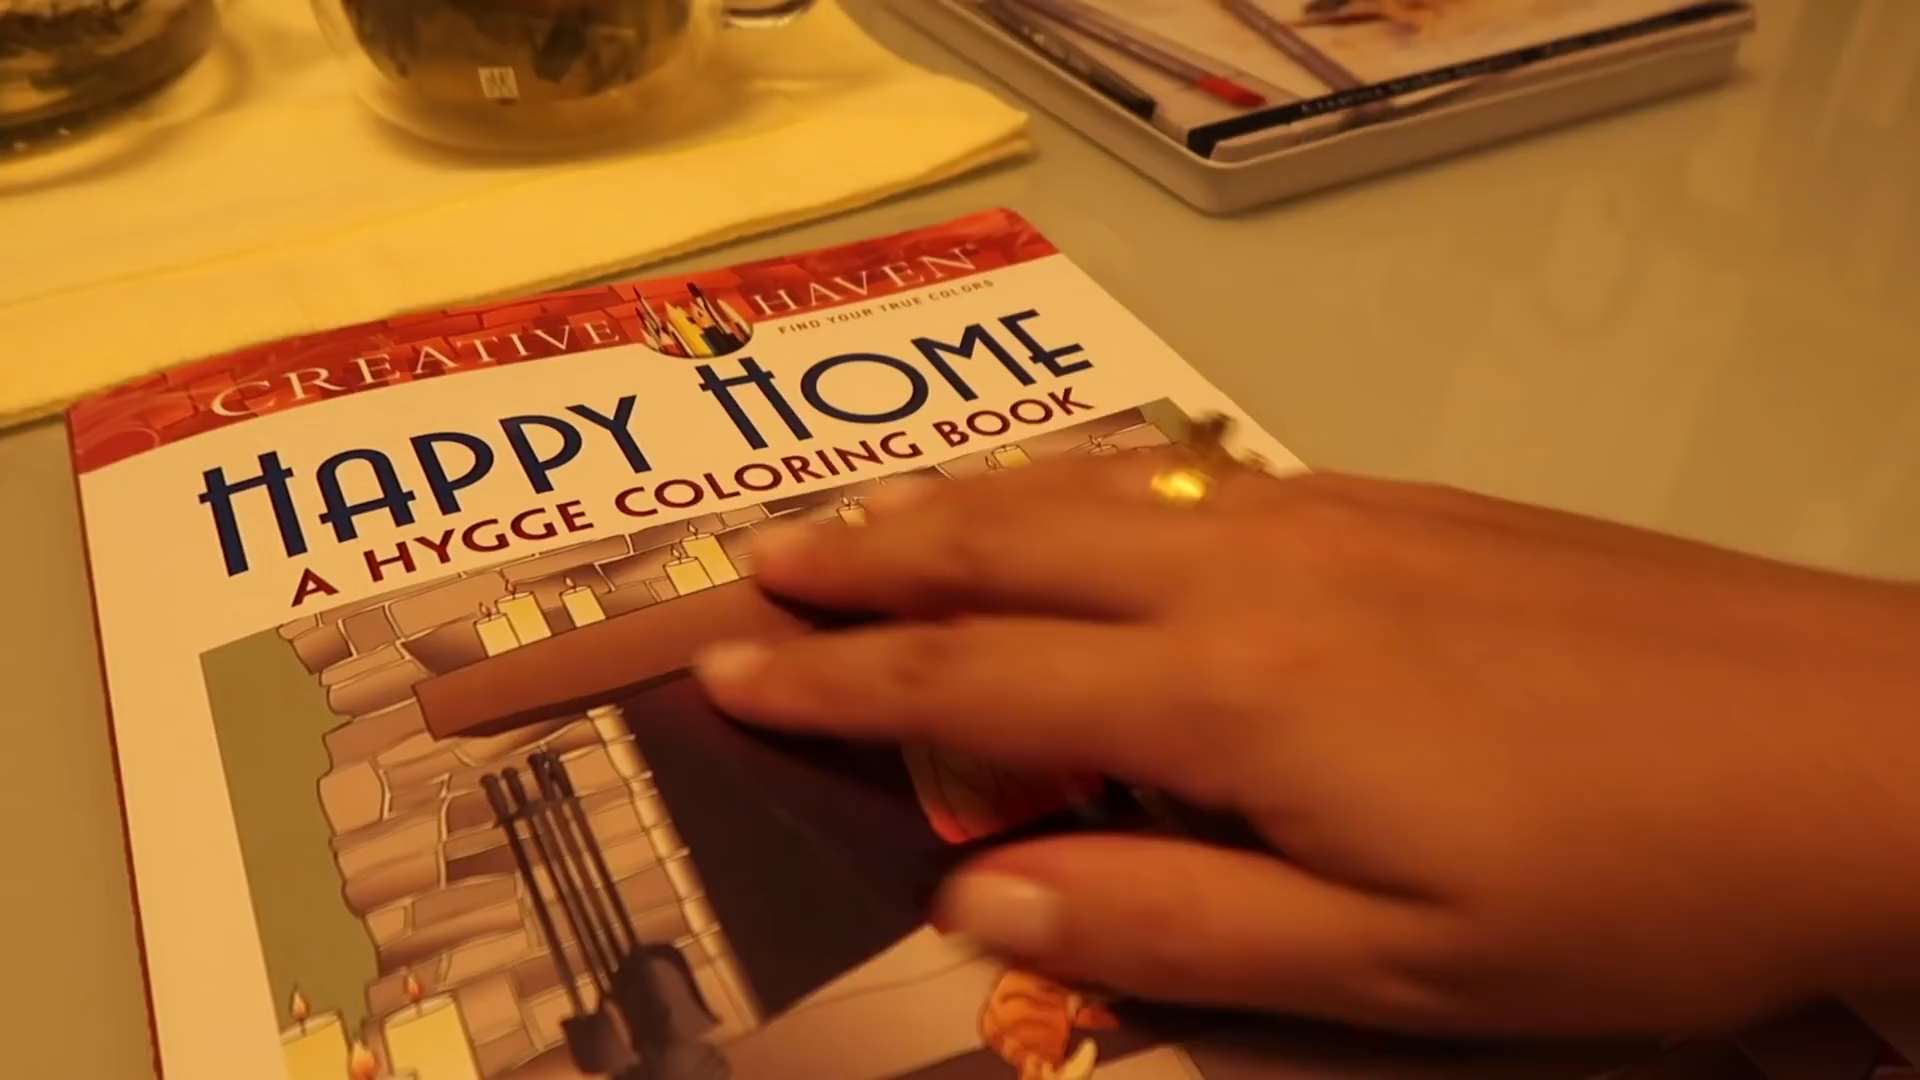 CREATIVE HAVEN
FIND YOUR TRUE COLORS
HAPPY HOME
A HYGGE COLORING BOOK